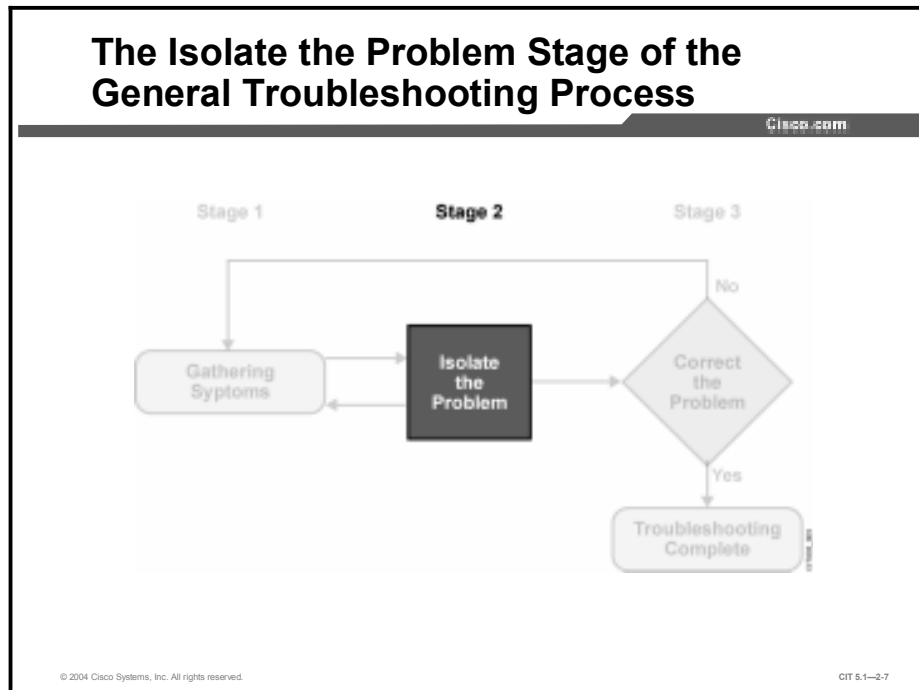 The Isolate the Problem Stage of the
General Troubleshooting Process
Cisco.com
Stage 1
Stage 2
Stage 3
No
Gathering
Syptoms
Isolate
the
Problem
Correct
the
Problem
Yes
Troubleshooting
Complete
© 2004 Cisco Systems, Inc. All rights reserved.
CIT 5.1—2-7